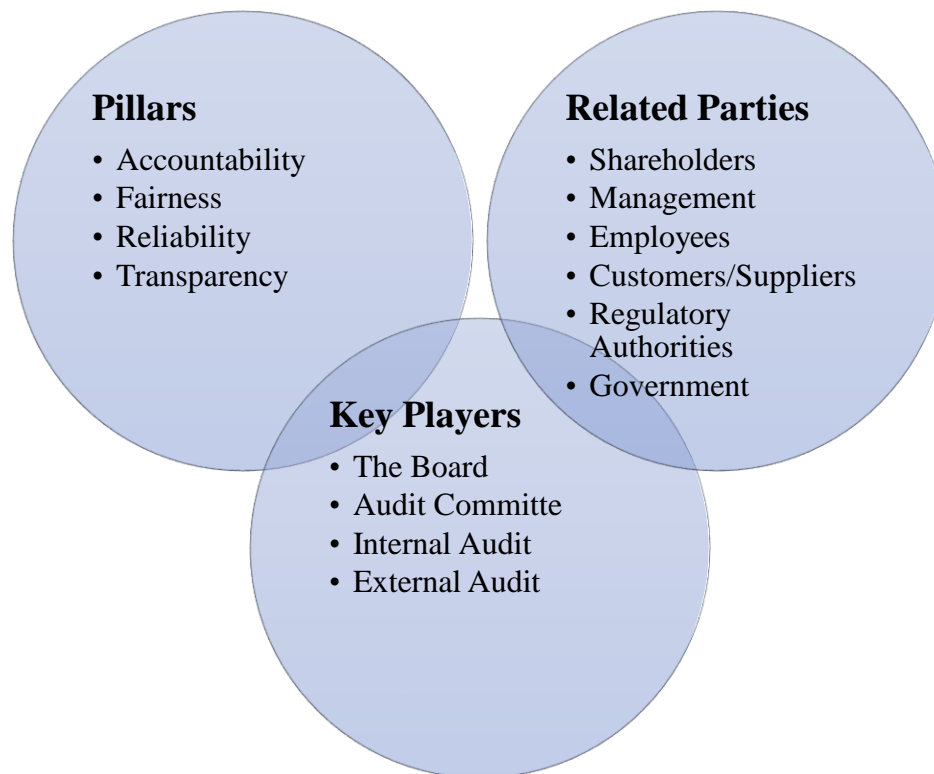 Pillars
• Accountability
• Fairness
• Reliability
• Transparency
Related Parties
• Shareholders
• Management
• Employees
• Customers/Suppliers
• Regulatory
Authorities
• Government
Key Players
• The Board
• Audit Committe
• Internal Audit
• External Audit